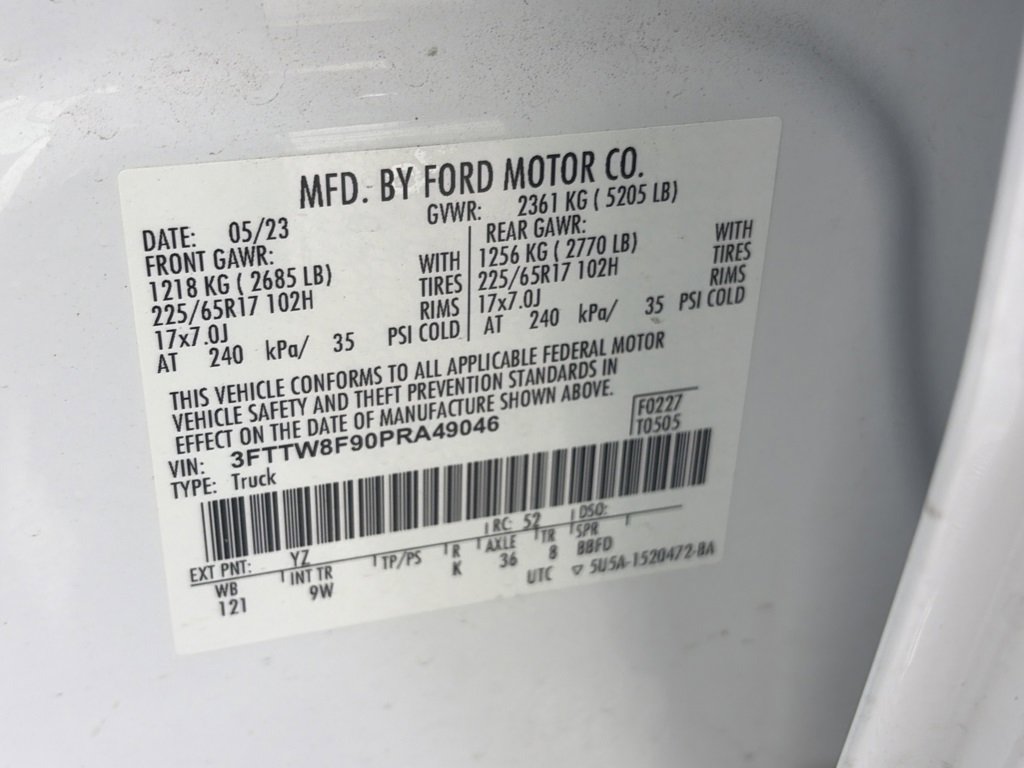 MFD. BY FORD MOTOR CO.
DATE: 05/23 GVWR: 2361 KG ( 5205 LB)
FRONT GAWR: REAR GAWR:
1218 KG ( 2685 LB) WITH 1256 KG ( 2770 LB) WITH
225/65R17 102H TIRES 225/65R17 102H TIRES
17x7.0J RIMS 17x7.0J RIMS
AT 240 kPa/ 35 PSI COLD AT 240 kPa/ 35 PSI COLD
THIS VEHICLE CONFORMS TO ALL APPLICABLE FEDERAL MOTOR
VEHICLE SAFETY AND THEFT PREVENTION STANDARDS IN
EFFECT ON THE DATE OF MANUFACTURE SHOWN ABOVE.
F0227
VIN: 3FTTW8F90PRA49046 T0505
TYPE: Truck
EXT PNT: YZ RC: 52 DSO:
WB INT TR TP/PS R AXLE TR SPR
121 9W K 36 8 BBFD
UTC ▽ 5U5A-1520472-BA